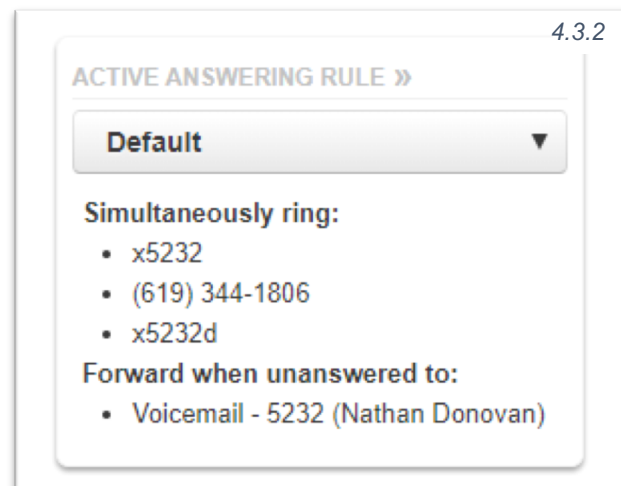 4.3.2
ACTIVE ANSWERING RULE »
Default ▼
Simultaneously ring:
• x5232
• (619) 344-1806
• x5232d
Forward when unanswered to:
• Voicemail - 5232 (Nathan Donovan)